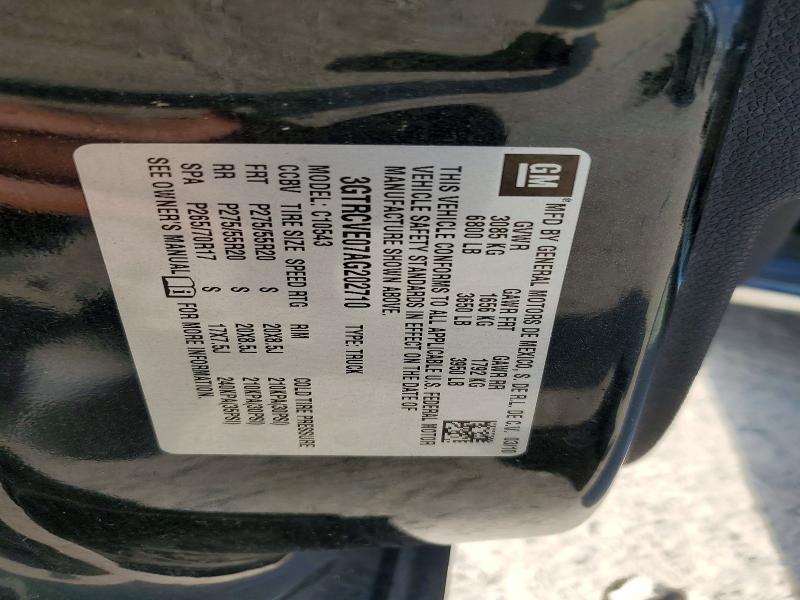 GM
®MFD BY GENERAL MOTORS DE MEXICO, S. DE R.L. DE C.V. 03/10
GVWR GAWR FRT GAWR RR
3085 KG 1656 KG 1792 KG
6800 LB 3650 LB 3950 LB
THIS VEHICLE CONFORMS TO ALL APPLICABLE U.S. FEDERAL MOTOR
VEHICLE SAFETY STANDARDS IN EFFECT ON THE DATE OF
MANUFACTURE SHOWN ABOVE.
3GTRCVE07AG202710 TYPE: TRUCK
MODEL: C10543
CCBV TIRE SIZE SPEED RTG RIM COLD TIRE PRESSURE
FRT P275/55R20 S 20X8.5J 210KPA(30PSI)
RR P275/55R20 S 20X8.5J 210KPA(30PSI)
SPA P26570R17 S 17X7.5J 240KPA(35PSI)
SEE OWNER'S MANUAL FOR MORE INFORMATION